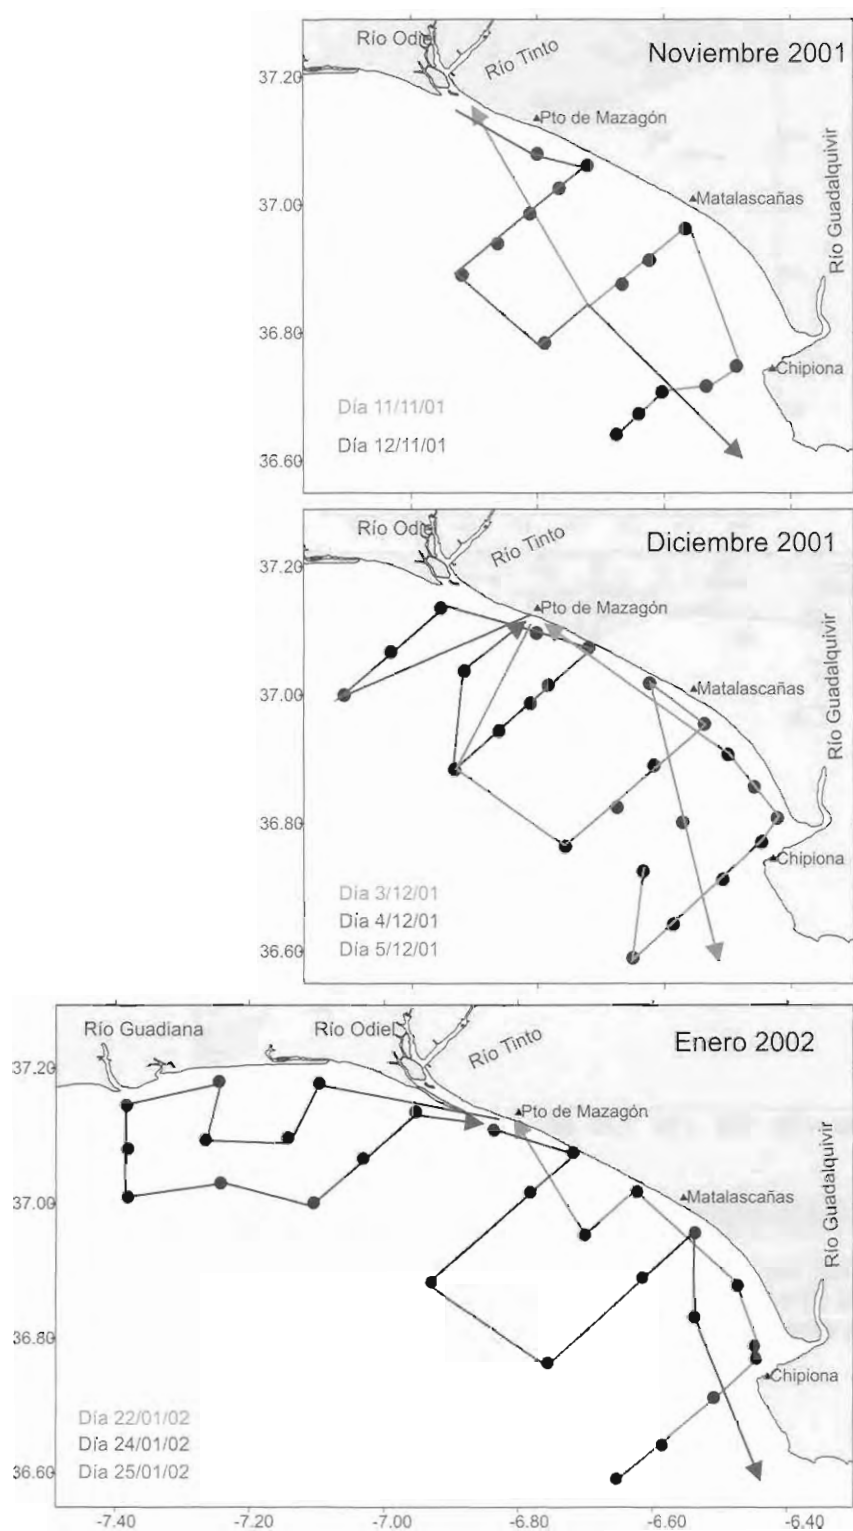 Noviembre 2001
Río Odiel
Río Tinto
37.20
Pto de Mazagón
37.00
Matalascañas
Río Guadalquivir
36.80
Chipiona
Día 11/11/01
Día 12/11/01
36.60
Diciembre 2001
Río Odiel
Río Tinto
37.20
Pto de Mazagón
37.00
Matalascañas
Río Guadalquivir
36.80
Chipiona
Día 3/12/01
Día 4/12/01
Día 5/12/01
36.60
Enero 2002
Río Guadiana
Río Odiel
Río Tinto
37.20
Pto de Mazagón
37.00
Matalascañas
Río Guadalquivir
36.80
Chipiona
Día 22/01/02
Día 24/01/02
Día 25/01/02
36.60
-7.40 -7.20 -7.00 -6.80 -6.60 -6.40